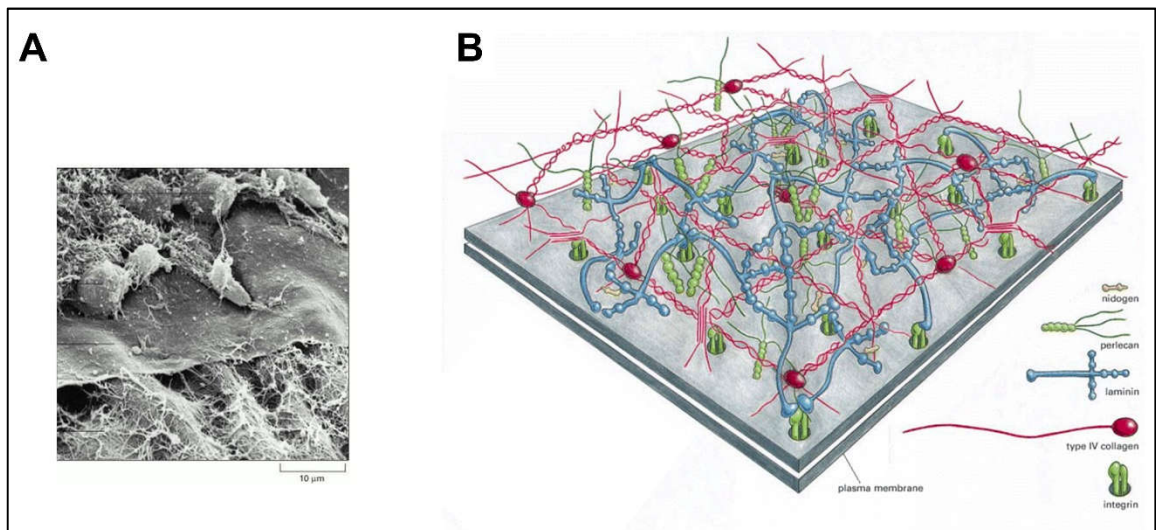 A
B
10 µm
nidogen
perlecan
laminin
type IV collagen
integrin
plasma membrane